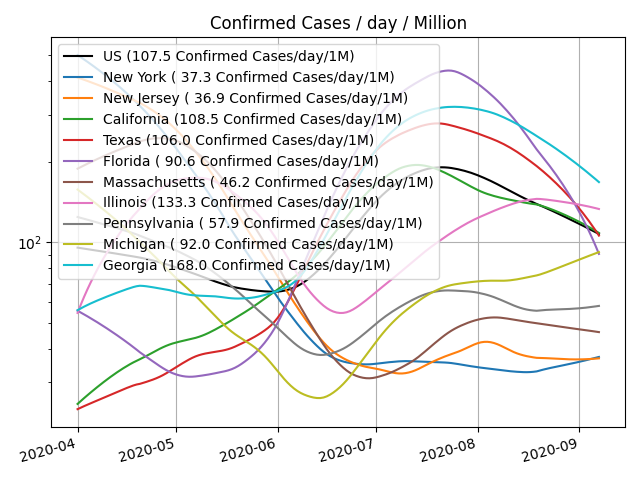 Confirmed Cases / day / Million
US (107.5 Confirmed Cases/day/1M)
New York ( 37.3 Confirmed Cases/day/1M)
New Jersey ( 36.9 Confirmed Cases/day/1M)
California (108.5 Confirmed Cases/day/1M)
Texas (106.0 Confirmed Cases/day/1M)
Florida ( 90.6 Confirmed Cases/day/1M)
Massachusetts ( 46.2 Confirmed Cases/day/1M)
Illinois (133.3 Confirmed Cases/day/1M)
Pennsylvania ( 57.9 Confirmed Cases/day/1M)
Michigan ( 92.0 Confirmed Cases/day/1M)
Georgia (168.0 Confirmed Cases/day/1M)
10²
2020-04 2020-05 2020-06 2020-07 2020-08 2020-09